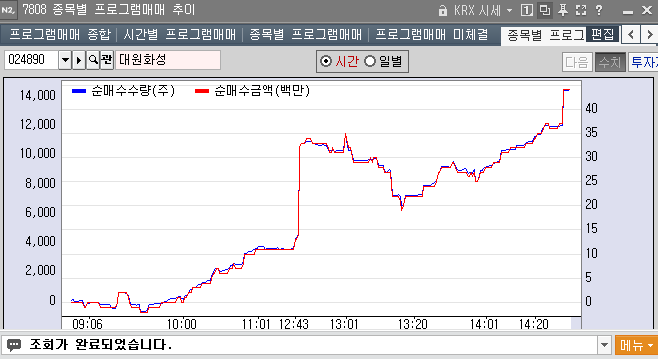 N2, 7808 종목별 프로그램매매 추이 KRX 시세 1 ?
프로그램매매 종합 시간별 프로그램매매 종목별 프로그램매매 프로그램매매 미체결 종목별 프로그 편집
024890 관 대원화성 시간 일별 다음 수치 투자
순매수수량(주) 순매수금액(백만)
14,000
12,000 40
10,000 35
8,000 30
6,000 25
4,000 20
2,000 15
0 10
5
0
09:06 10:00 11:01 12:43 13:01 13:20 14:01 14:20
조회가 완료되었습니다. 메뉴